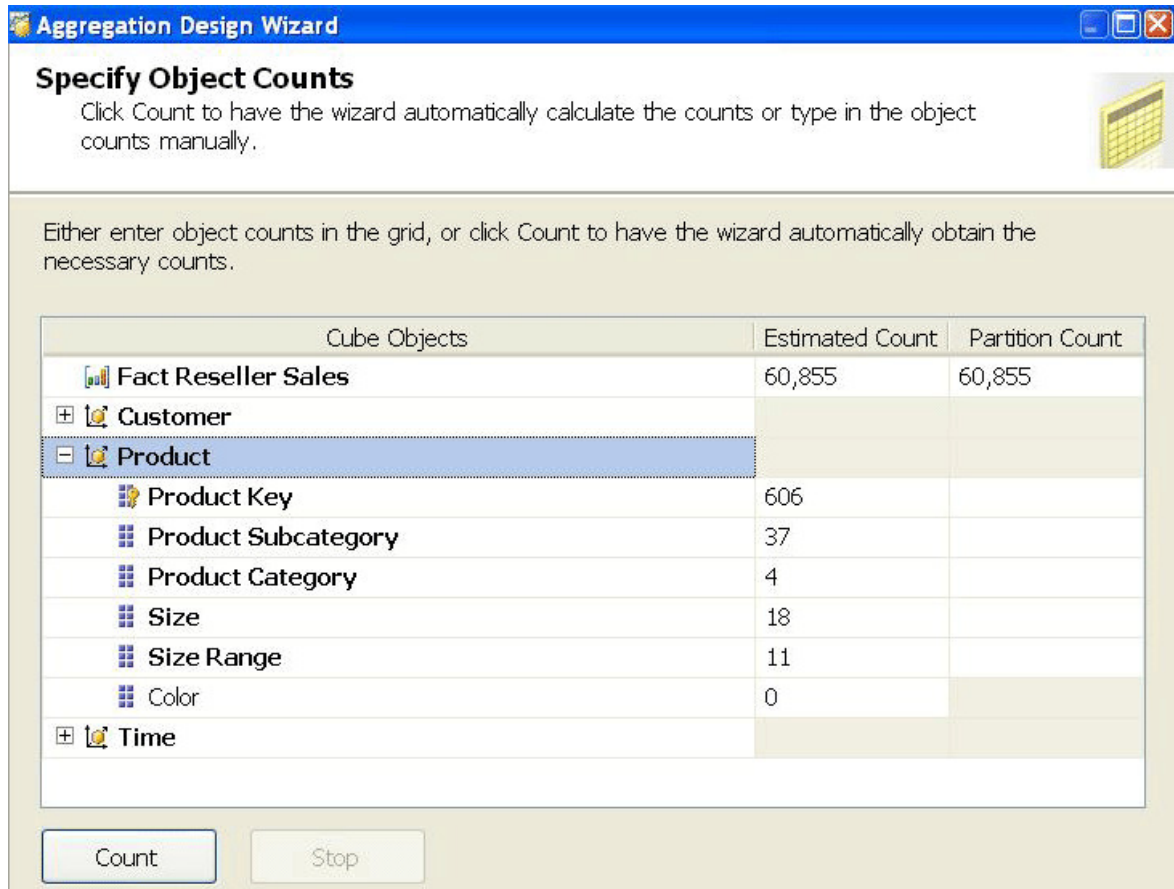 Aggregation Design Wizard
Specify Object Counts
Click Count to have the wizard automatically calculate the counts or type in the object
counts manually.
Either enter object counts in the grid, or click Count to have the wizard automatically obtain the
necessary counts.
Cube Objects Estimated Count Partition Count
Fact Reseller Sales 60,855 60,855
Customer
Product
Product Key 606
Product Subcategory 37
Product Category 4
Size 18
Size Range 11
Color 0
Time
Count Stop